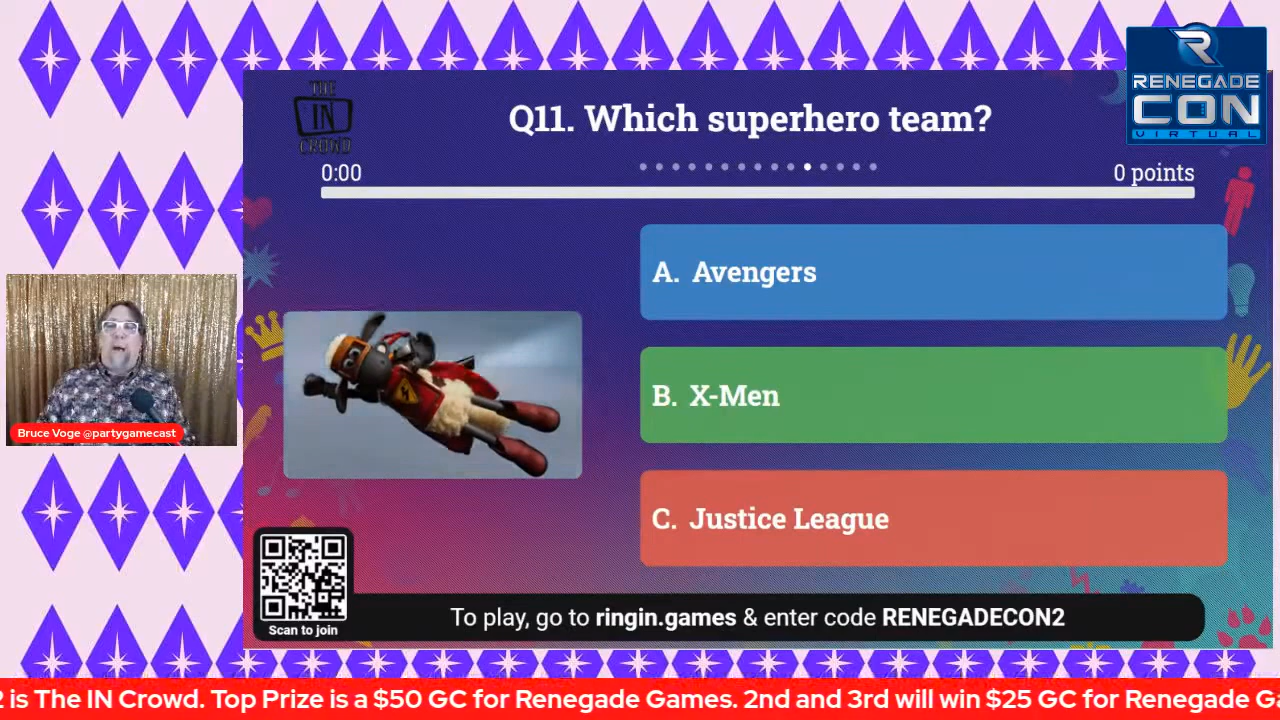 RENEGADE
CON
VIRTUAL
THE
IN
CROWD
Q11. Which superhero team?
0:00
0 points
A. Avengers
B. X-Men
C. Justice League
Bruce Voge @partygamecast
Scan to join
To play, go to ringin.games & enter code RENEGADECON2
2 is The IN Crowd. Top Prize is a $50 GC for Renegade Games. 2nd and 3rd will win $25 GC for Renegade Ga